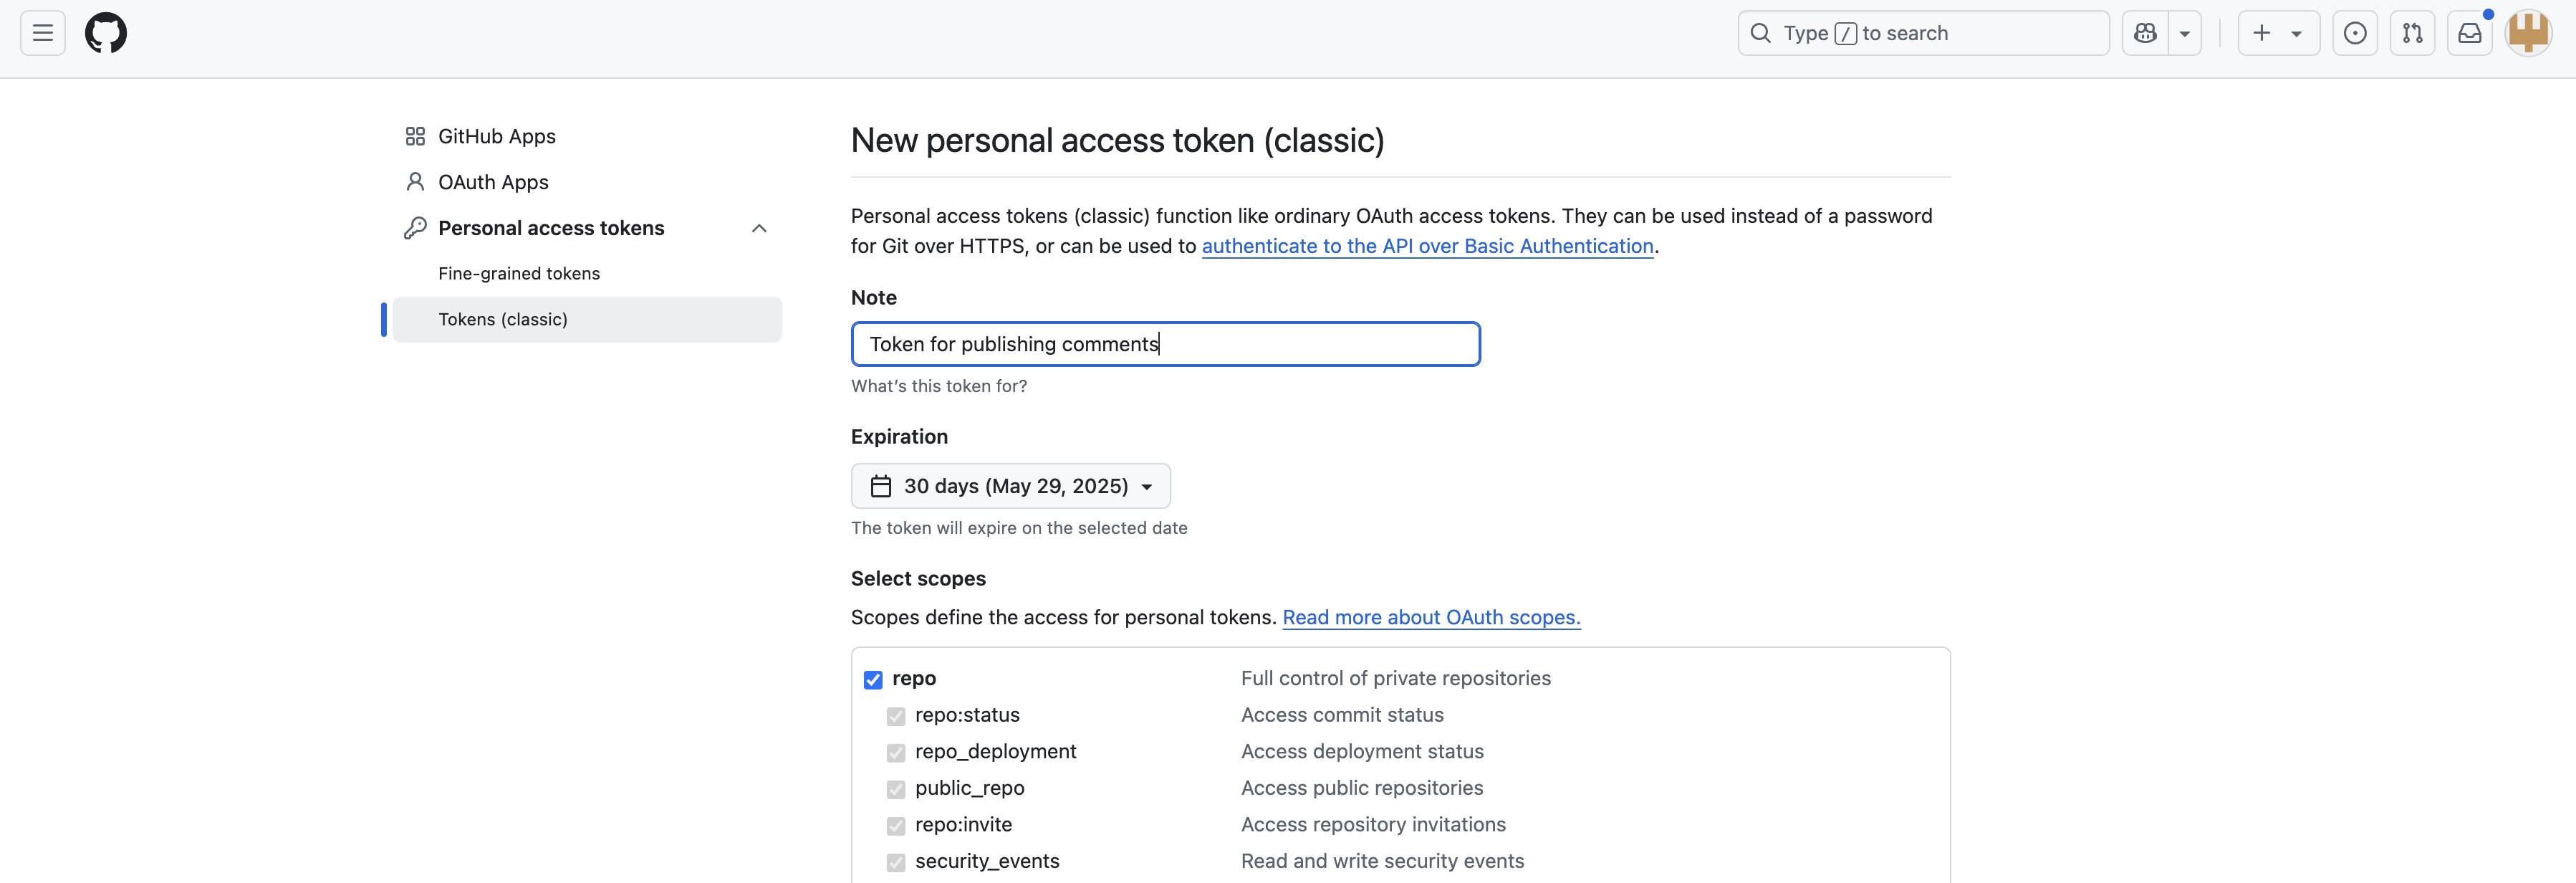 Type / to search
GitHub Apps
OAuth Apps
Personal access tokens
Fine-grained tokens
Tokens (classic)
New personal access token (classic)
Personal access tokens (classic) function like ordinary OAuth access tokens. They can be used instead of a password
for Git over HTTPS, or can be used to authenticate to the API over Basic Authentication.
Note
Token for publishing comments
What's this token for?
Expiration
30 days (May 29, 2025)
The token will expire on the selected date
Select scopes
Scopes define the access for personal tokens. Read more about OAuth scopes.
repo Full control of private repositories
repo:status Access commit status
repo_deployment Access deployment status
public_repo Access public repositories
repo:invite Access repository invitations
security_events Read and write security events